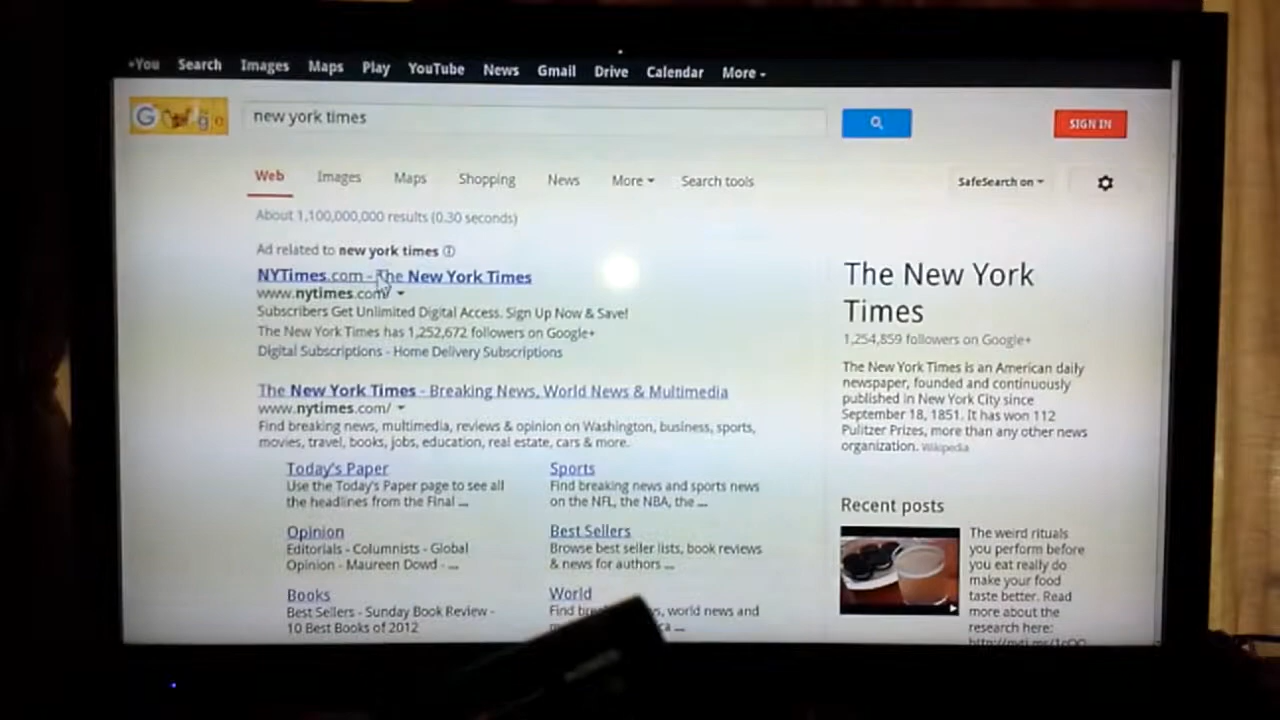 +You Search Images Maps Play YouTube News Gmail Drive Calendar More
new york times
SIGN IN
Web Images Maps Shopping News More Search tools SafeSearch on
About 1,100,000,000 results (0.30 seconds)
Ad related to new york times
NYTimes.com - The New York Times
www.nytimes.com/
Subscribers Get Unlimited Digital Access. Sign Up Now & Save!
The New York Times has 1,252,672 followers on Google+
Digital Subscriptions - Home Delivery Subscriptions
The New York Times - Breaking News, World News & Multimedia
www.nytimes.com/
Find breaking news, multimedia, reviews & opinion on Washington, business, sports,
movies, travel, books, jobs, education, real estate, cars & more.
Today's Paper
Use the Today's Paper page to see all
the headlines from the Final ...
Sports
Find breaking news and sports news
on the NFL, the NBA, the ...
Opinion
Editorials - Columnists - Global
Opinion - Maureen Dowd - ...
Best Sellers
Browse best seller lists, book reviews
& news for authors ...
Books
Best Sellers - Sunday Book Review -
10 Best Books of 2012
World
Find world news and
The New York
Times
1,254,859 followers on Google+
The New York Times is an American daily
newspaper, founded and continuously
published in New York City since
September 18, 1851. It has won 112
Pulitzer Prizes, more than any other news
organization. Wikipedia
Recent posts
The weird rituals
you perform before
you eat really do
make your food
taste better. Read
more about the
research here: